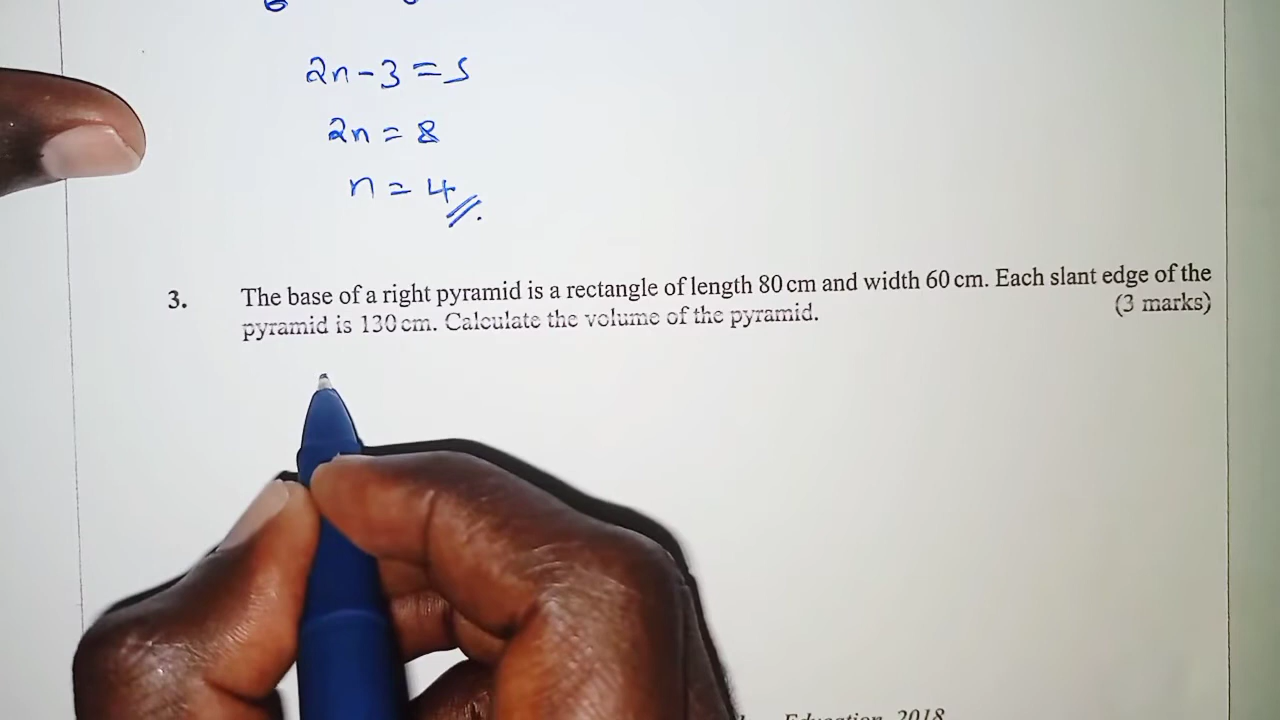 2n - 3 = 5
2n = 8
n = 4
3. The base of a right pyramid is a rectangle of length 80 cm and width 60 cm. Each slant edge of the
pyramid is 130 cm. Calculate the volume of the pyramid. (3 marks)
Education, 2018